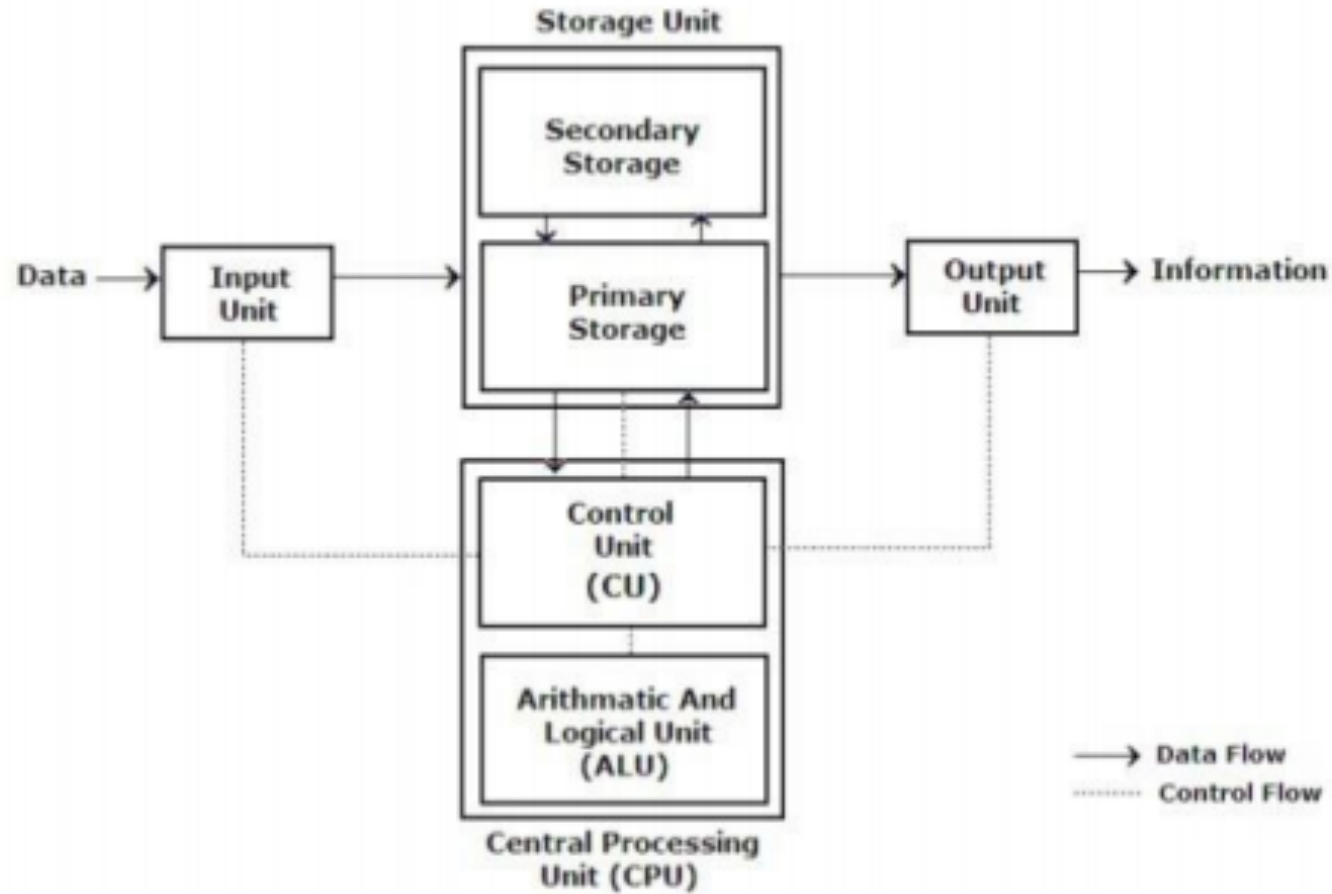 Storage Unit
Secondary
Storage
Data
Input
Unit
Primary
Storage
Output
Unit
Information
Control
Unit
(CU)
Arithmatic And
Logical Unit
(ALU)
Data Flow
Control Flow
Central Processing
Unit (CPU)